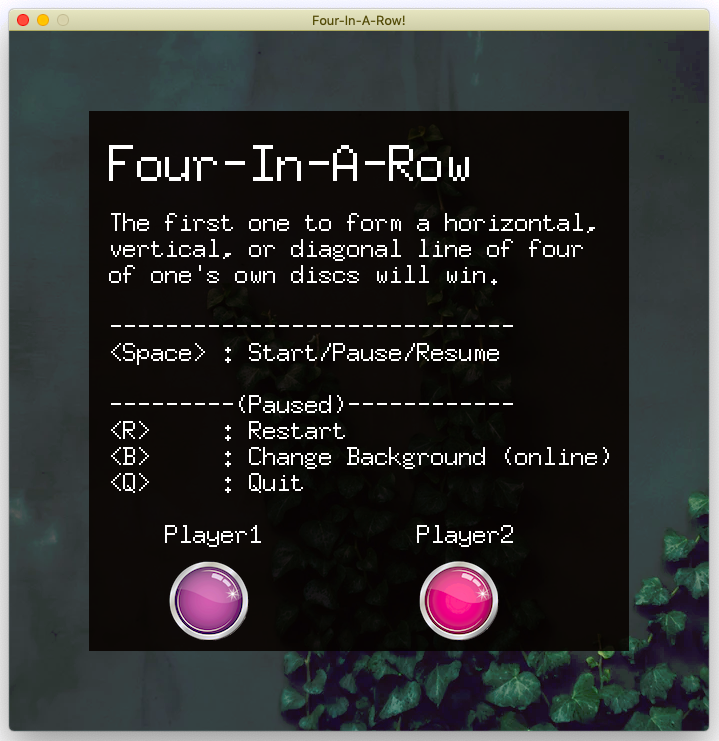 Four-In-A-Row!
Four-In-A-Row
The first one to form a horizontal,
vertical, or diagonal line of four
of one's own discs will win.
-----------------------------
<Space> : Start/Pause/Resume
---------(Paused)------------
<R> : Restart
<B> : Change Background (online)
<Q> : Quit
Player1 Player2